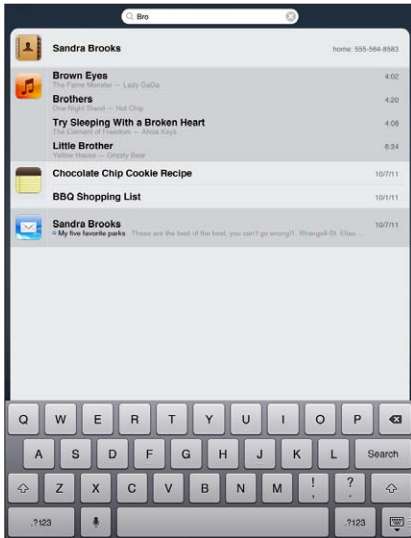 Bro
Sandra Brooks home: 555-564-8583
Brown Eyes 4:02
The Fame Monster — Lady GaGa
Brothers 4:20
One Night Stand — Hot Chip
Try Sleeping With a Broken Heart 4:08
The Element of Freedom — Alicia Keys
Little Brother 6:24
Yellow House — Grizzly Bear
Chocolate Chip Cookie Recipe 10/7/11
BBQ Shopping List 10/1/11
Sandra Brooks 10/7/11
My five favorite parks These are the best of the best, you can't go wrong!1. Wrangell-St. Elias ...
Q W E R T Y U I O P
A S D F G H J K L Search
Z X C V B N M ! , ? .
.?123 .?123